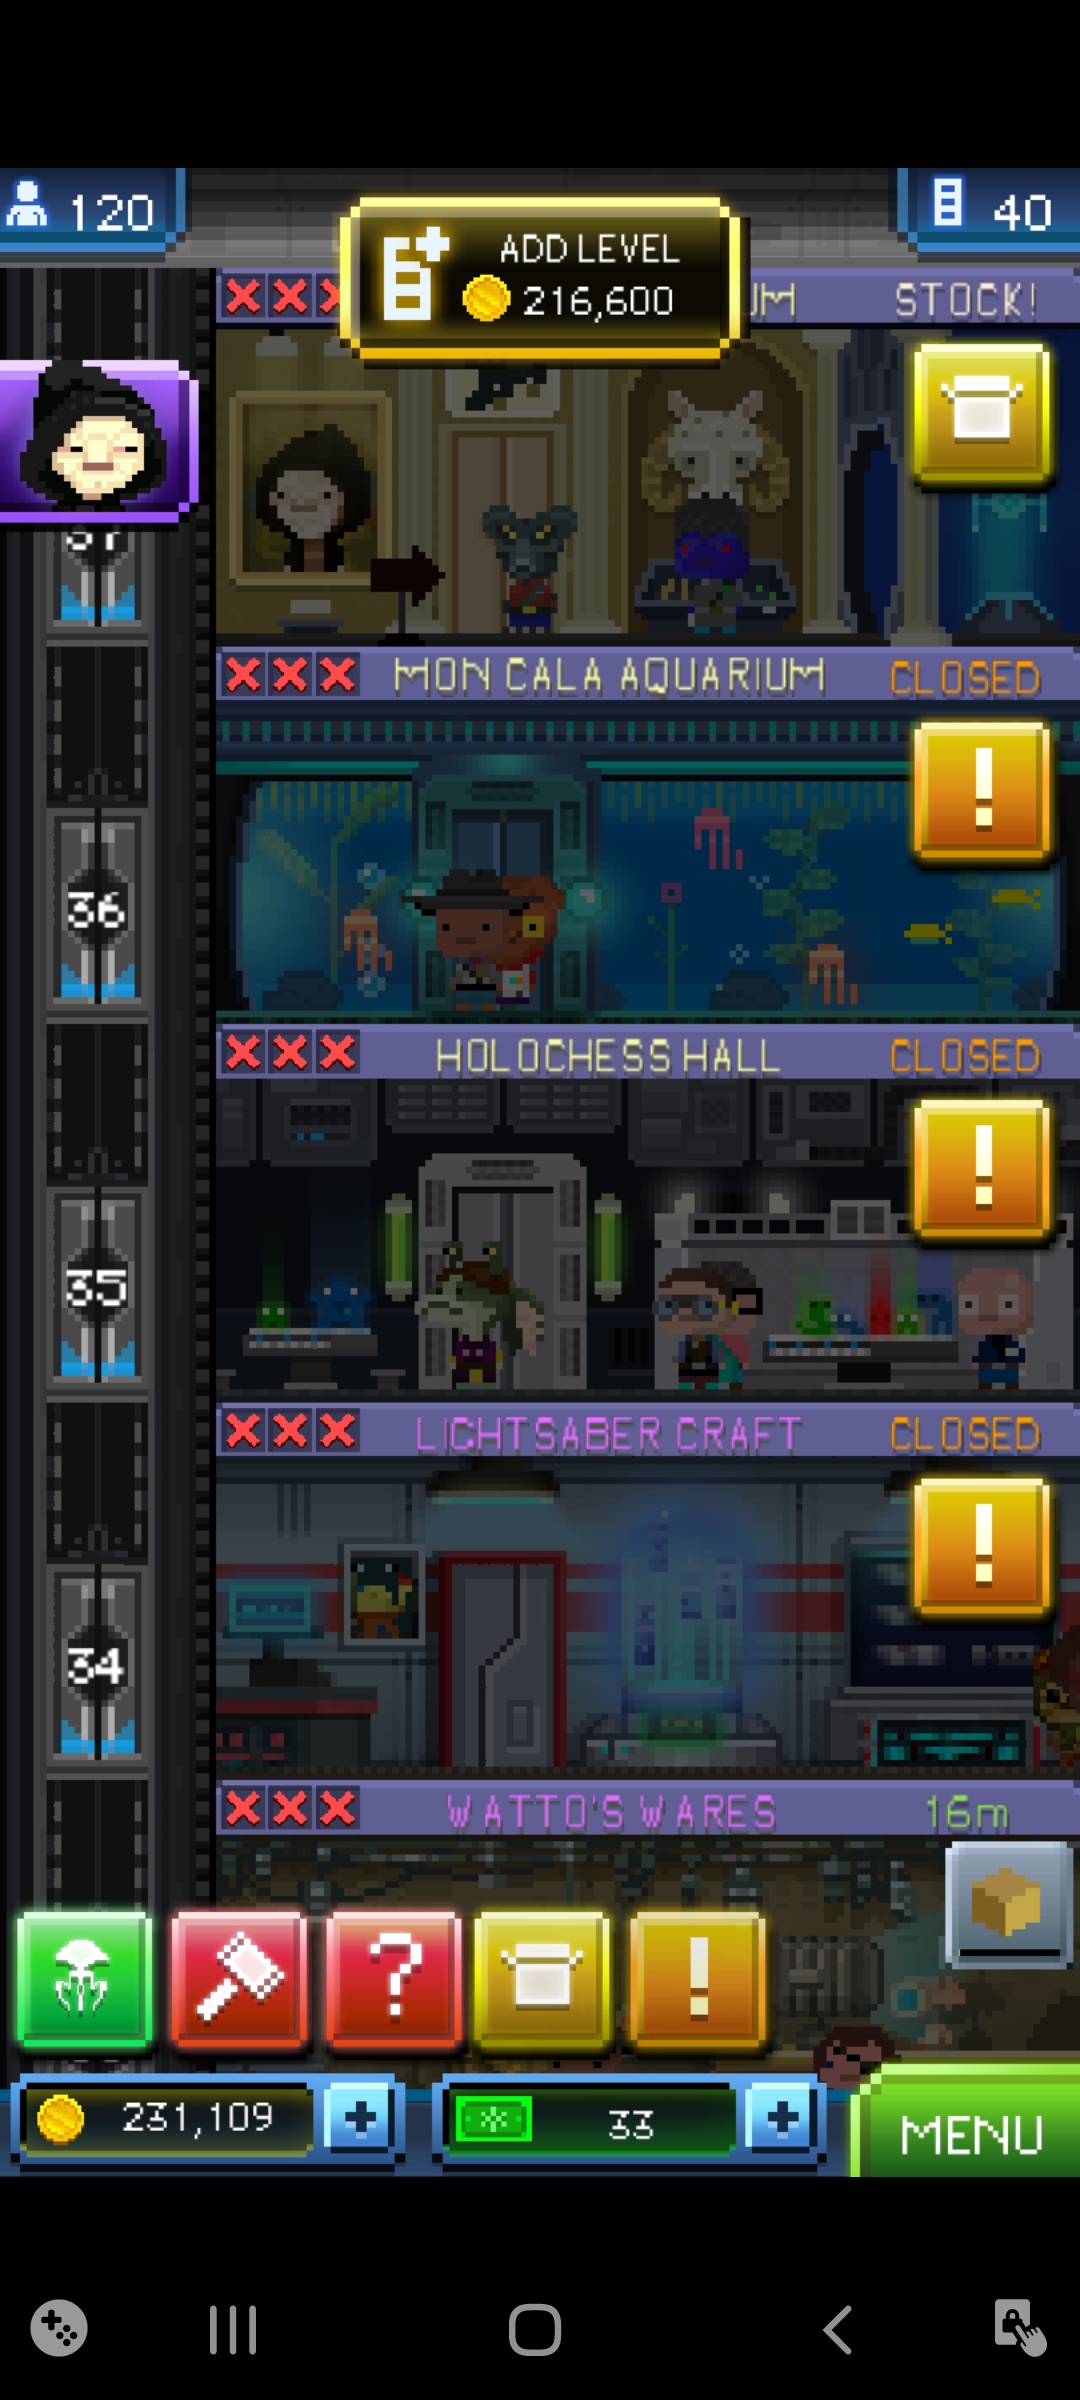 120
ADD LEVEL
216,600
40
UM STOCK!
37
MON CALA AQUARIUM CLOSED
!
36
HOLOCHESS HALL CLOSED
!
35
LIGHTSABER CRAFT CLOSED
!
34
WATTO'S WARES 16m
? !
231,109 + 33 + MENU